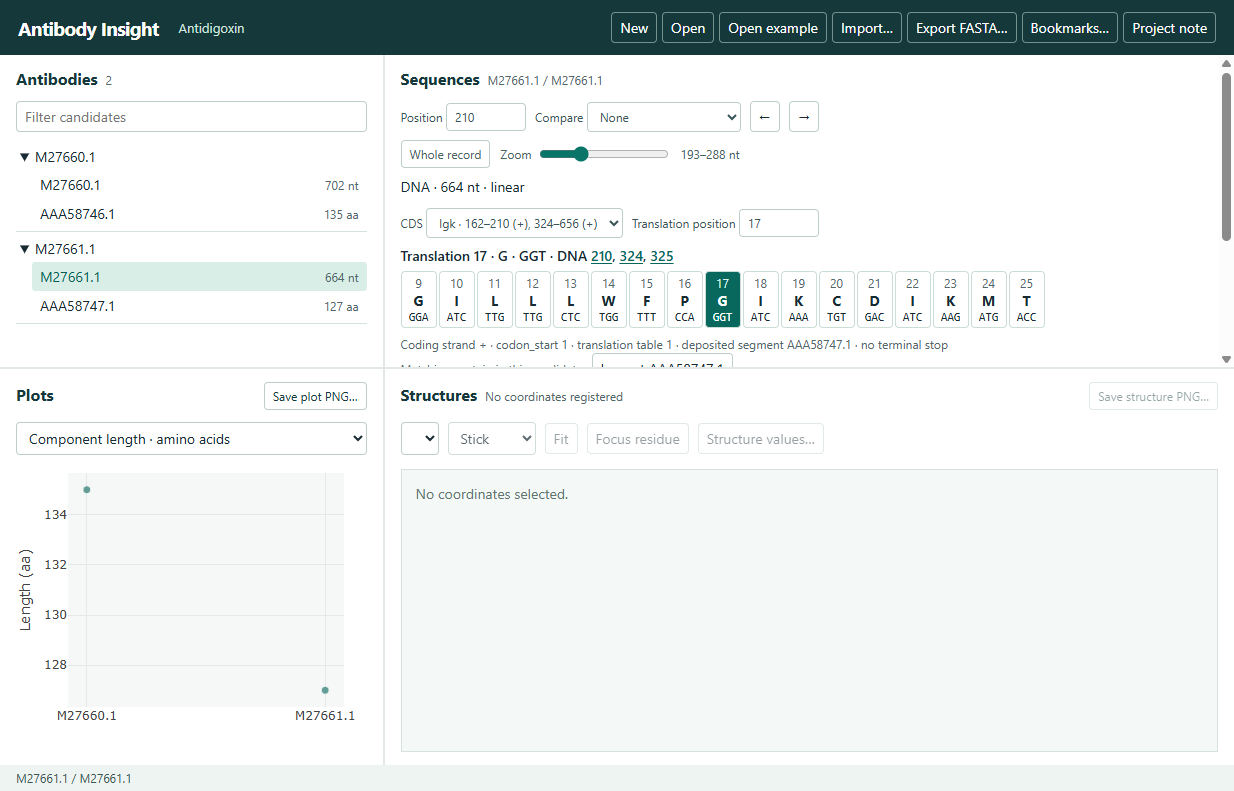 Antibody Insight Antidigoxin New Open Open example Import... Export FASTA... Bookmarks... Project note
Antibodies 2
Filter candidates
▼ M27660.1
M27660.1 702 nt
AAA58746.1 135 aa
▼ M27661.1
M27661.1 664 nt
AAA58747.1 127 aa
Sequences M27661.1 / M27661.1
Position 210 Compare None ← →
Whole record Zoom 193–288 nt
DNA · 664 nt · linear
CDS Igk · 162–210 (+), 324–656 (+) Translation position 17
Translation 17 · G · GGT · DNA 210, 324, 325
9 10 11 12 13 14 15 16 17 18 19 20 21 22 23 24 25
G I L L L W F P G I K C D I K M T
GGA ATC TTG TTG CTC TGG TTT CCA GGT ATC AAA TGT GAC ATC AAG ATG ACC
Coding strand + · codon_start 1 · translation table 1 · deposited segment AAA58747.1 · no terminal stop
Plots Save plot PNG...
Component length · amino acids
Length (aa)
134
132
130
128
M27660.1 M27661.1
Structures No coordinates registered Save structure PNG...
Stick Fit Focus residue Structure values...
No coordinates selected.
M27661.1 / M27661.1